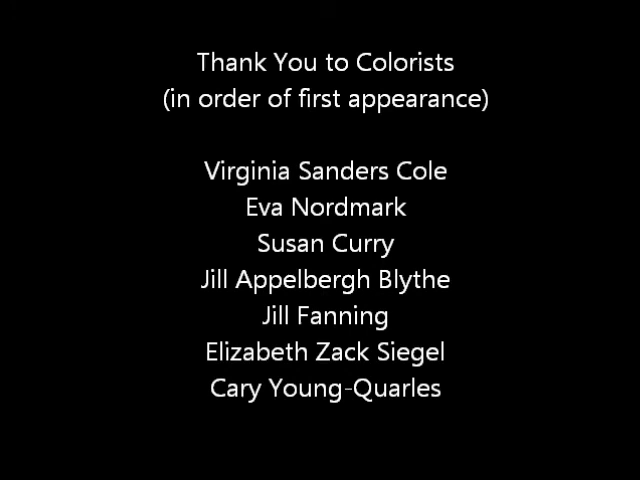 Thank You to Colorists
(in order of first appearance)
Virginia Sanders Cole
Eva Nordmark
Susan Curry
Jill Appelbergh Blythe
Jill Fanning
Elizabeth Zack Siegel
Cary Young-Quarles